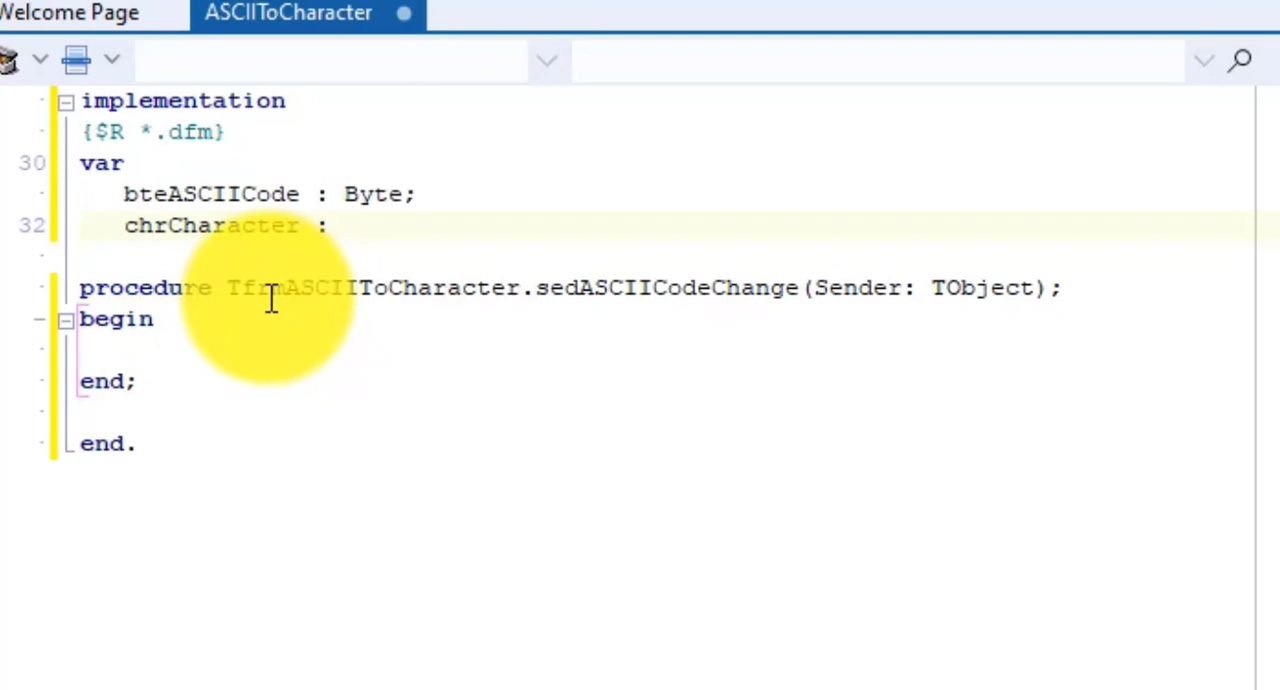 Welcome Page ASCIIToCharacter
implementation
{$R *.dfm}
30 var
bteASCIICode : Byte;
32 chrCharacter :
procedure TfrmASCIIToCharacter.sedASCIICodeChange(Sender: TObject);
begin
end;
end.